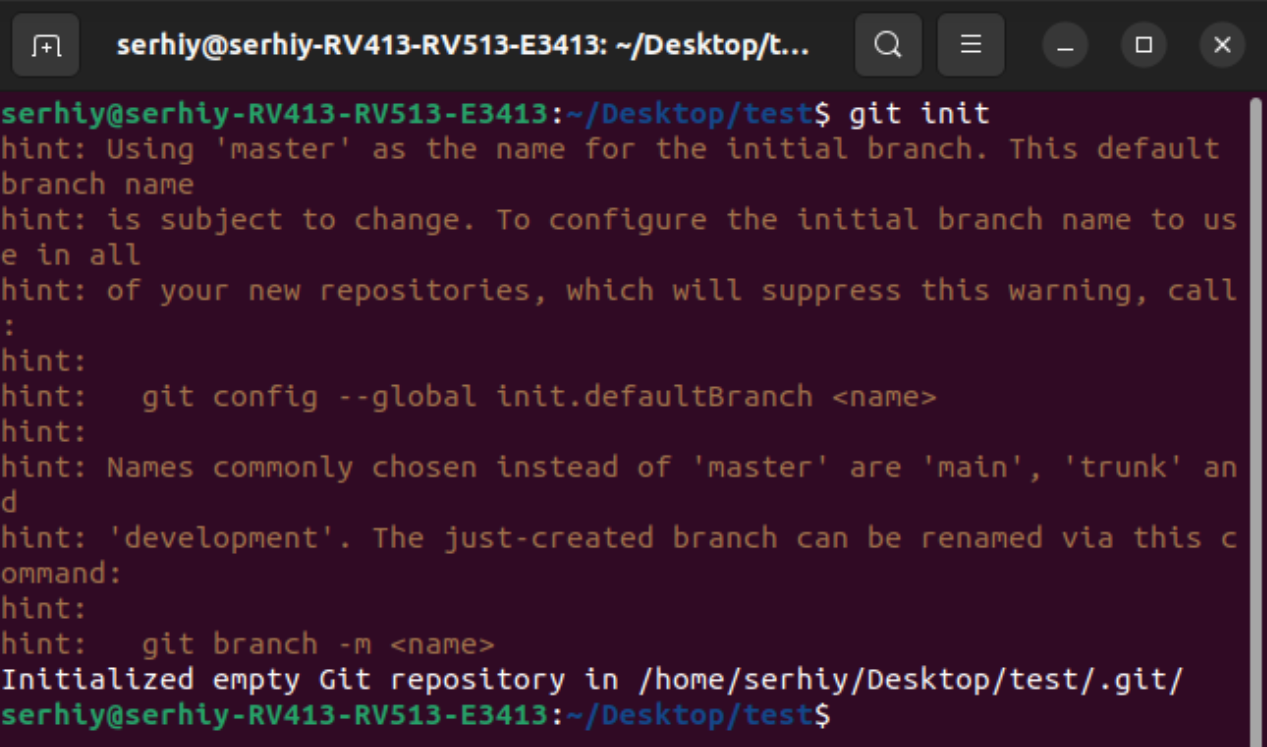 serhiy@serhiy-RV413-RV513-E3413: ~/Desktop/t...
serhiy@serhiy-RV413-RV513-E3413:~/Desktop/test$ git init
hint: Using 'master' as the name for the initial branch. This default
branch name
hint: is subject to change. To configure the initial branch name to us
e in all
hint: of your new repositories, which will suppress this warning, call
:
hint:
hint:   git config --global init.defaultBranch <name>
hint:
hint: Names commonly chosen instead of 'master' are 'main', 'trunk' an
d
hint: 'development'. The just-created branch can be renamed via this c
ommand:
hint:
hint:   git branch -m <name>
Initialized empty Git repository in /home/serhiy/Desktop/test/.git/
serhiy@serhiy-RV413-RV513-E3413:~/Desktop/test$